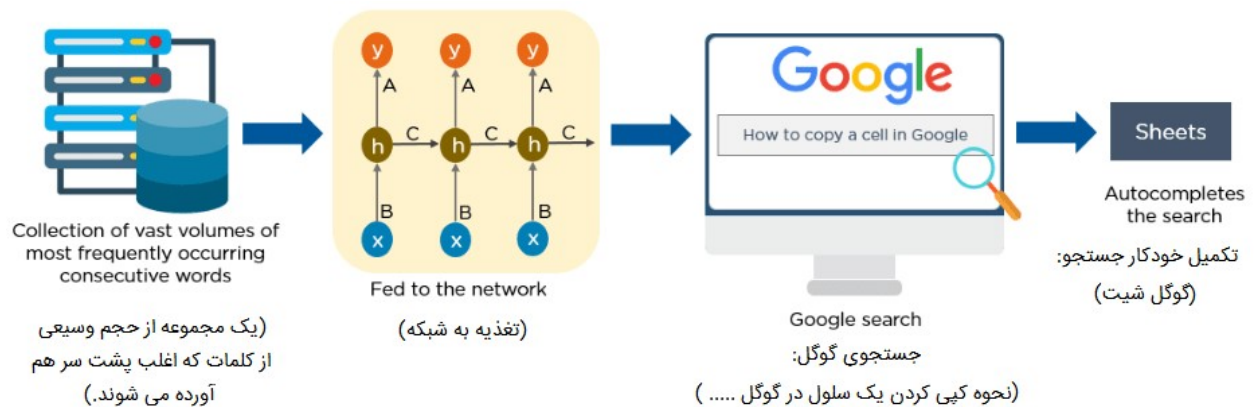 Collection of vast volumes of
most frequently occurring
consecutive words
(یک مجموعه از حجم وسیعی
از کلمات که اغلب پشت سر هم
آورده می شوند.)
y y y
A A A
h C h C h C
B B B
x x x
Fed to the network
(تغذیه به شبکه)
Google
How to copy a cell in Google
Google search
جستجوي گوگل:
(نحوه کپی کردن یک سلول در گوگل ..... )
Sheets
Autocompletes
the search
تکمیل خودکار جستجو:
(گوگل شیت)